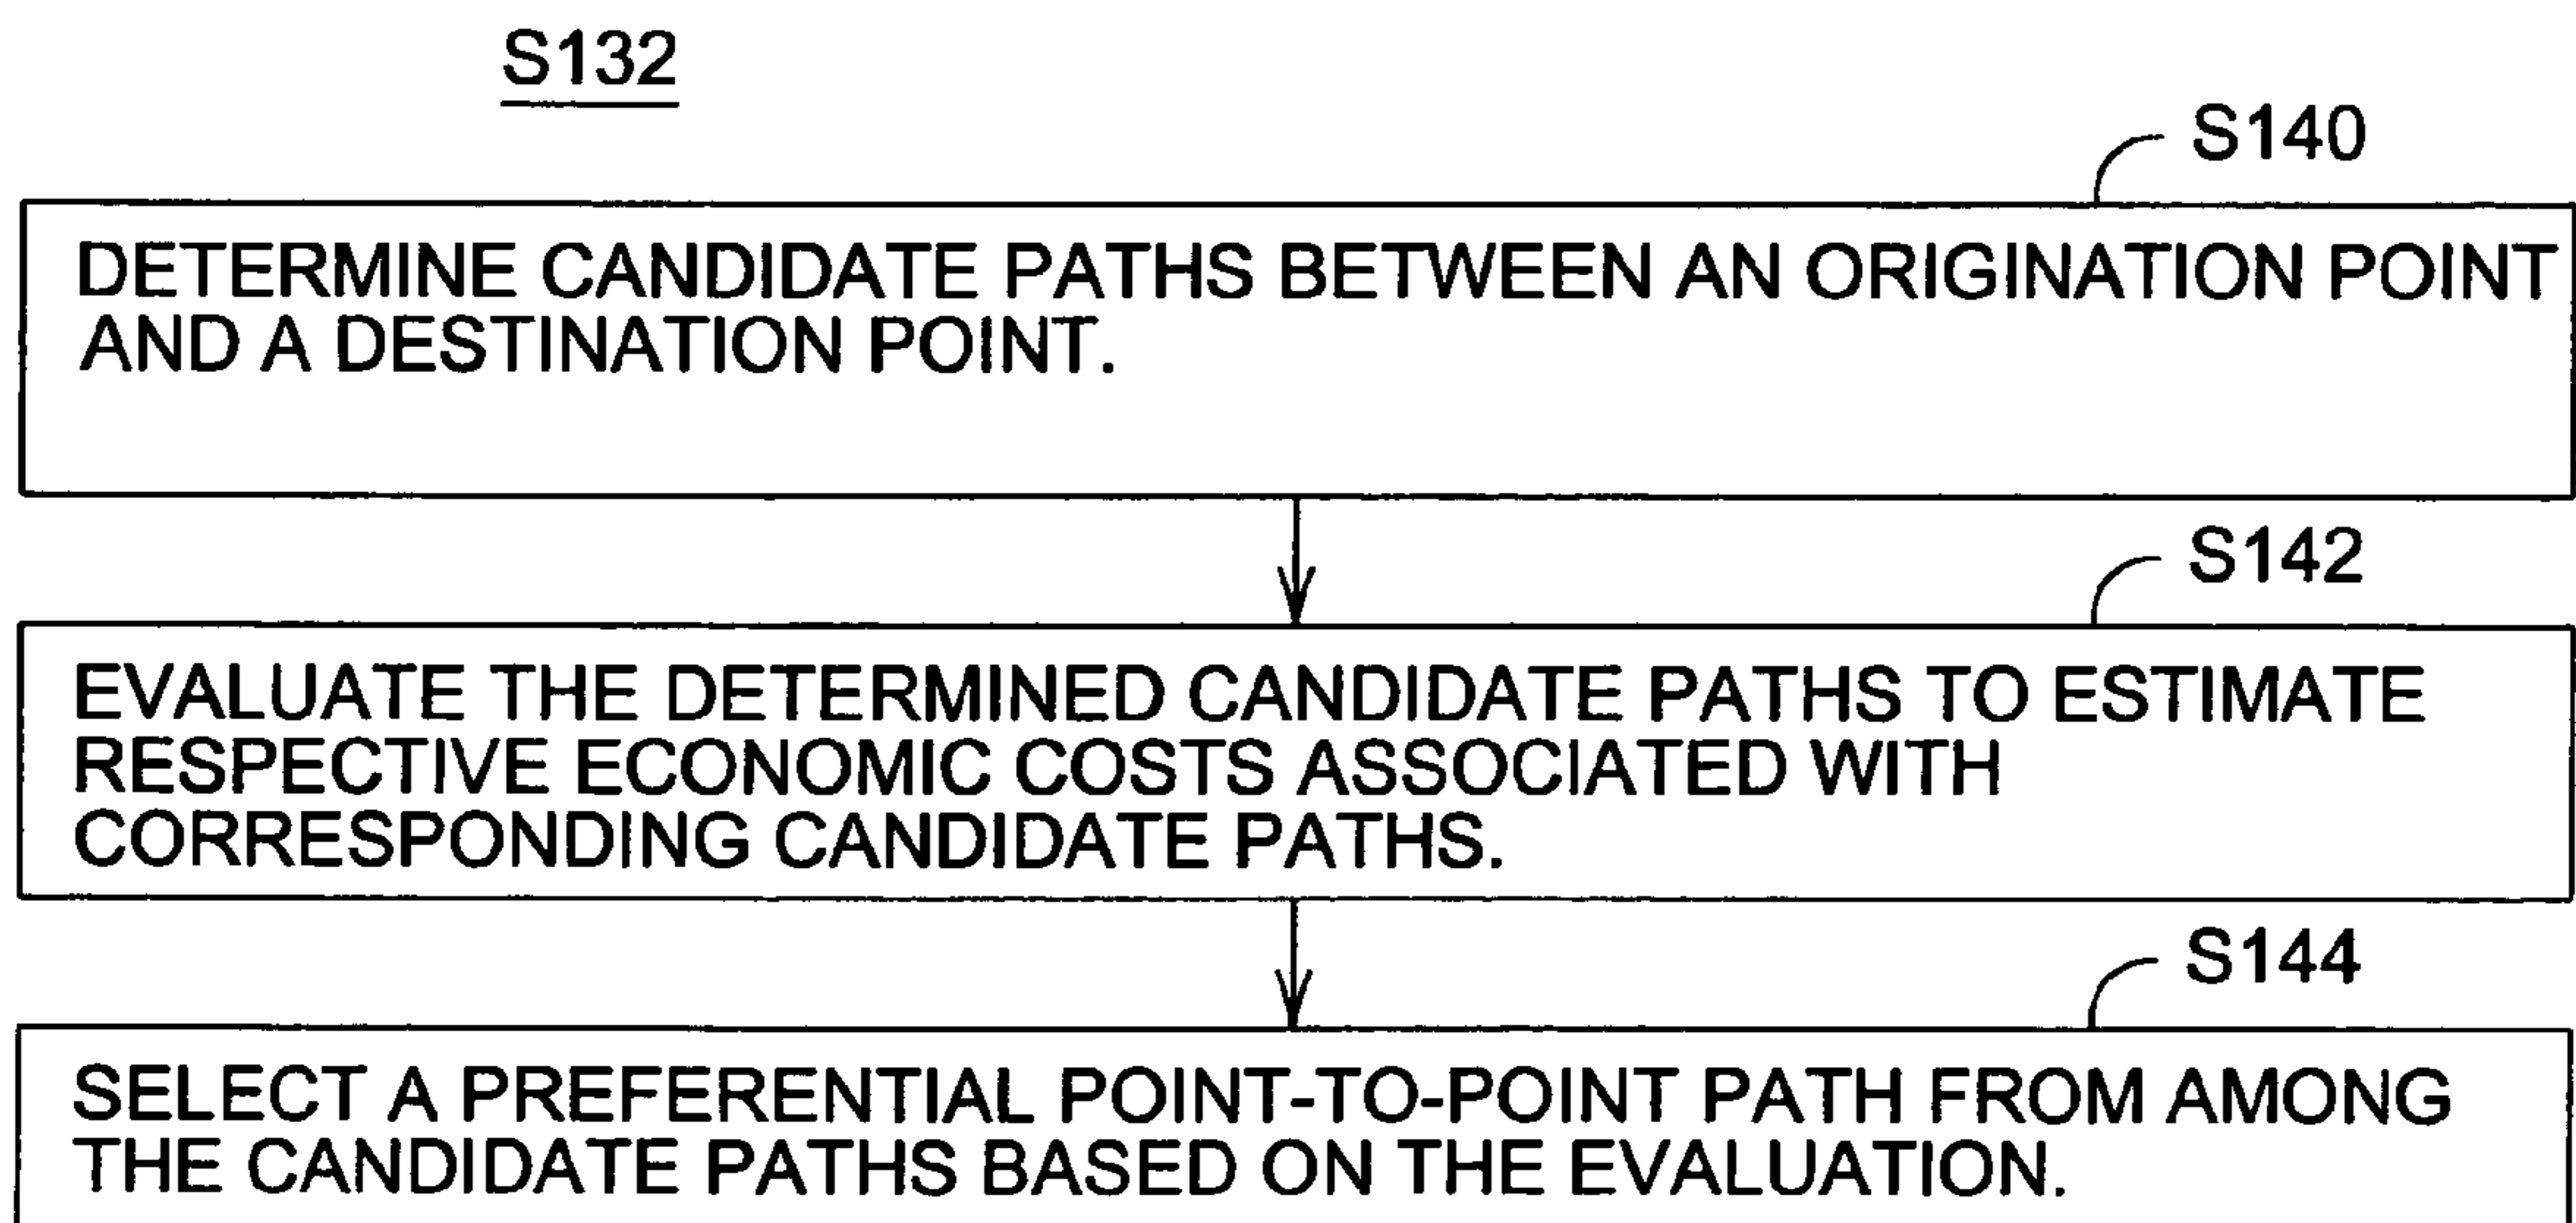 S132
S140
DETERMINE CANDIDATE PATHS BETWEEN AN ORIGINATION POINT
AND A DESTINATION POINT.
S142
EVALUATE THE DETERMINED CANDIDATE PATHS TO ESTIMATE
RESPECTIVE ECONOMIC COSTS ASSOCIATED WITH
CORRESPONDING CANDIDATE PATHS.
S144
SELECT A PREFERENTIAL POINT-TO-POINT PATH FROM AMONG
THE CANDIDATE PATHS BASED ON THE EVALUATION.